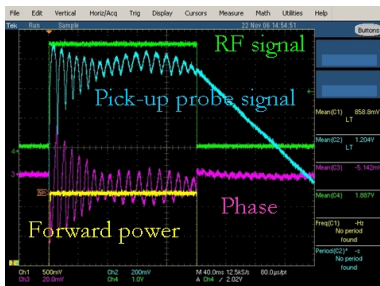 File Edit Vertical Horiz/Acq Trig Display Cursors Measure Math Utilities Help
Tek Run Sample 22 Nov 06 14:54:51
Buttons
RF signal
Pick-up probe signal
Mean(C1) 858.8mV
LT
Mean(C2) 1.204V
LT
Mean(C3) -5.142m
Mean(C4) 1.887V
Phase
Forward power
Freq(C1) -Hz
No period
found
Period(C2)* -s
No period
found
Ch1 500mV Ch2 200mV M 40.0ms 12.5kS/s 80.0µs/pt
Ch3 20.0mV Ch4 1.0V A Ch4 / 2.02V